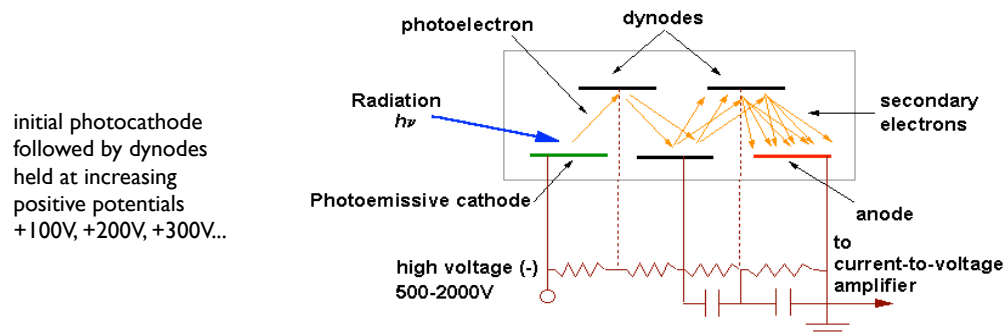 initial photocathode
followed by dynodes
held at increasing
positive potentials
+100V, +200V, +300V...
photoelectron
dynodes
Radiation
hν
secondary
electrons
Photoemissive cathode
anode
high voltage (-)
500-2000V
to
current-to-voltage
amplifier